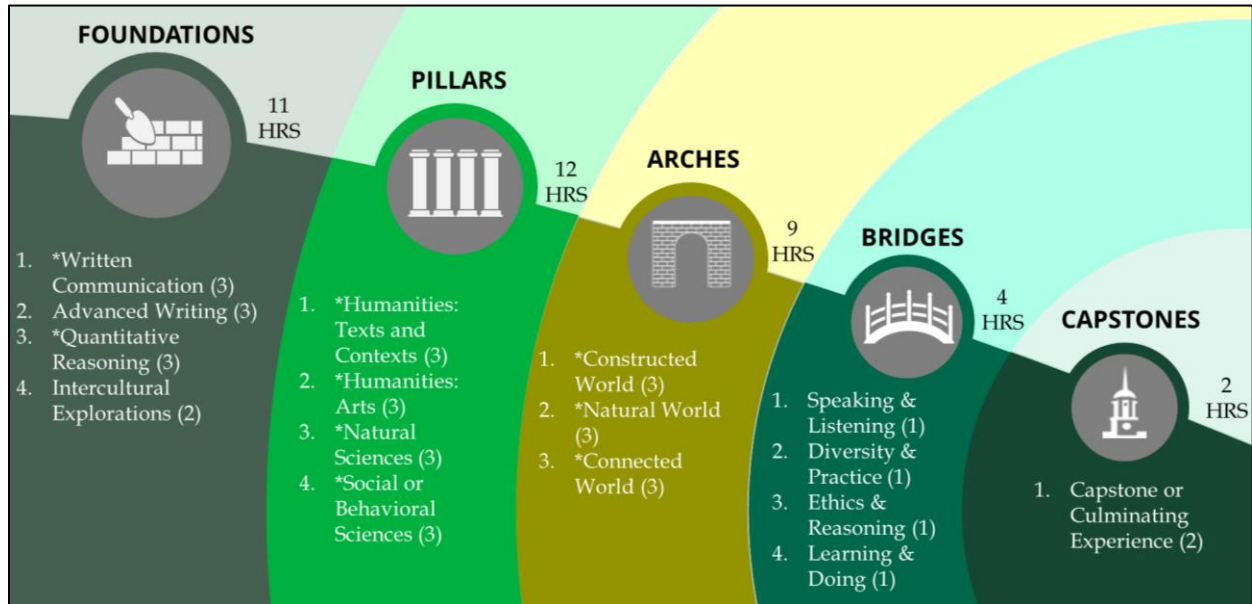 FOUNDATIONS
11
HRS
1. *Written
Communication (3)
2. Advanced Writing (3)
3. *Quantitative
Reasoning (3)
4. Intercultural
Explorations (2)
PILLARS
12
HRS
1. *Humanities:
Texts and
Contexts (3)
2. *Humanities:
Arts (3)
3. *Natural
Sciences (3)
4. *Social or
Behavioral
Sciences (3)
ARCHES
9
HRS
1. *Constructed
World (3)
2. *Natural World
(3)
3. *Connected
World (3)
BRIDGES
4
HRS
1. Speaking &
Listening (1)
2. Diversity &
Practice (1)
3. Ethics &
Reasoning (1)
4. Learning &
Doing (1)
CAPSTONES
2
HRS
1. Capstone or
Culminating
Experience (2)